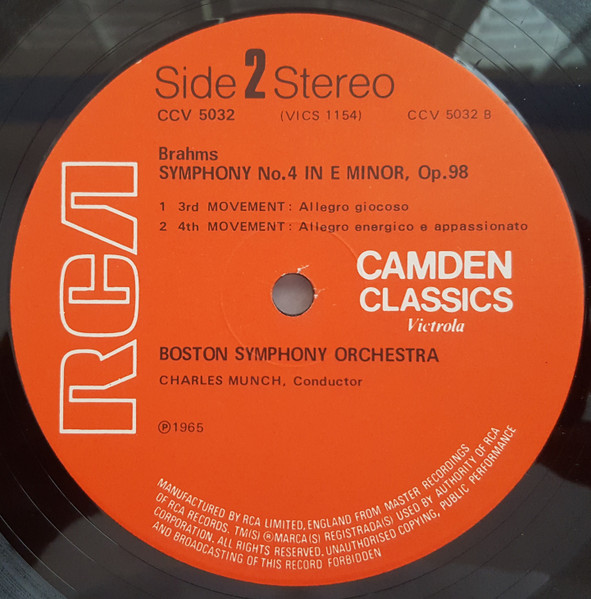 Side 2 Stereo
CCV 5032 (VICS 1154) CCV 5032 B
Brahms
SYMPHONY No.4 IN E MINOR, Op.98
1 3rd MOVEMENT: Allegro giocoso
2 4th MOVEMENT: Allegro energico e appassionato
RCA
CAMDEN
CLASSICS
Victrola
BOSTON SYMPHONY ORCHESTRA
CHARLES MUNCH, Conductor
℗1965
MANUFACTURED BY RCA LIMITED, ENGLAND FROM MASTER RECORDINGS
OF RCA RECORDS. TM(S) ® MARCA(S) REGISTRADA(S) USED BY AUTHORITY OF RCA
CORPORATION. ALL RIGHTS RESERVED. UNAUTHORISED COPYING, PUBLIC PERFORMANCE
AND BROADCASTING OF THIS RECORD FORBIDDEN